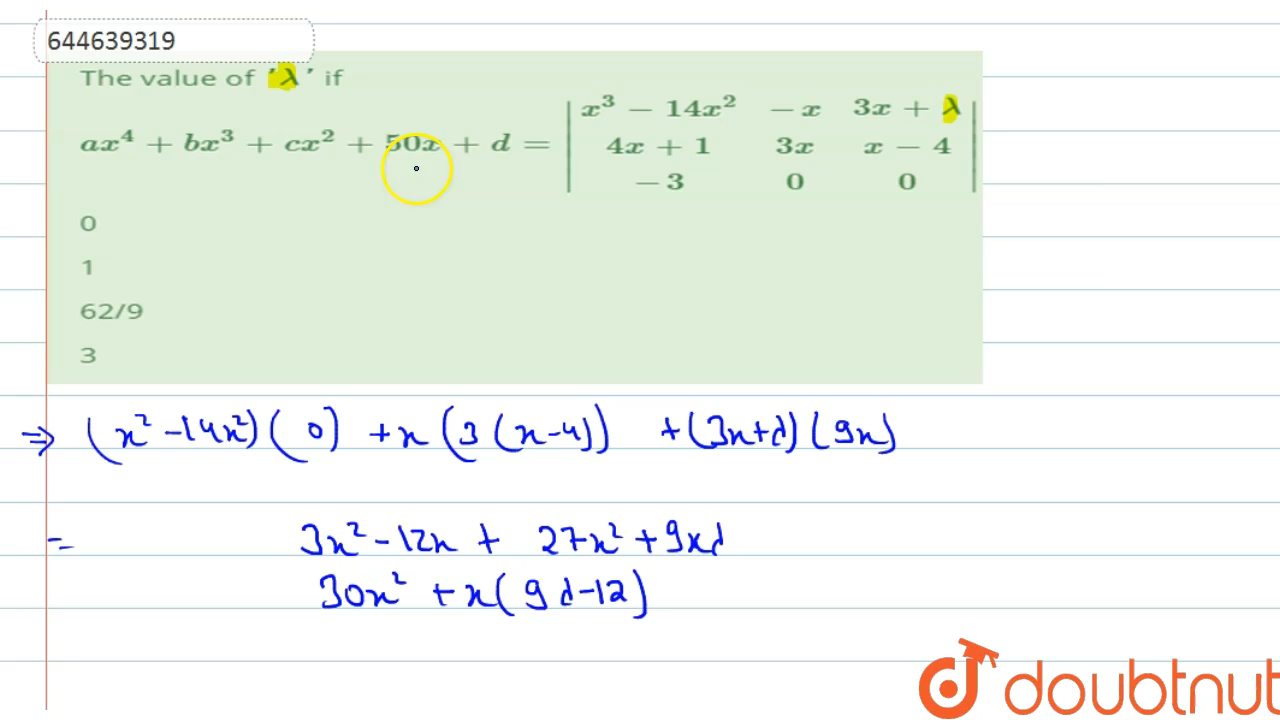 644639319
The value of 'λ' if
ax⁴ + bx³ + cx² + 50x + d = | x³ − 14x² −x 3x + λ |
| 4x + 1 3x x − 4 |
| −3 0 0 |
0
1
62/9
3
⇒ (x² −14x²)( 0) +x (3 (x−4)) +(3x+λ)(9x)
= 3x² −12x + 27x² +9xλ
30x² + x( 9λ−12)
doubtnut